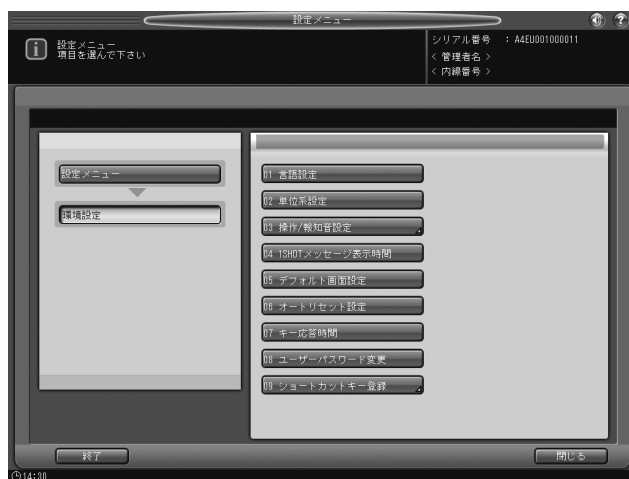 設定メニュー
設定メニュー
項目を選んで下さい
シリアル番号 : A4EU001000011
< 管理者名 >
< 内線番号 >
設定メニュー
環境設定
01 言語設定
02 単位系設定
03 操作/報知音設定
04 1SHOTメッセージ表示時間
05 デフォルト画面設定
06 オートリセット設定
07 キー応答時間
08 ユーザーパスワード変更
09 ショートカットキー登録
終了
閉じる
14:30